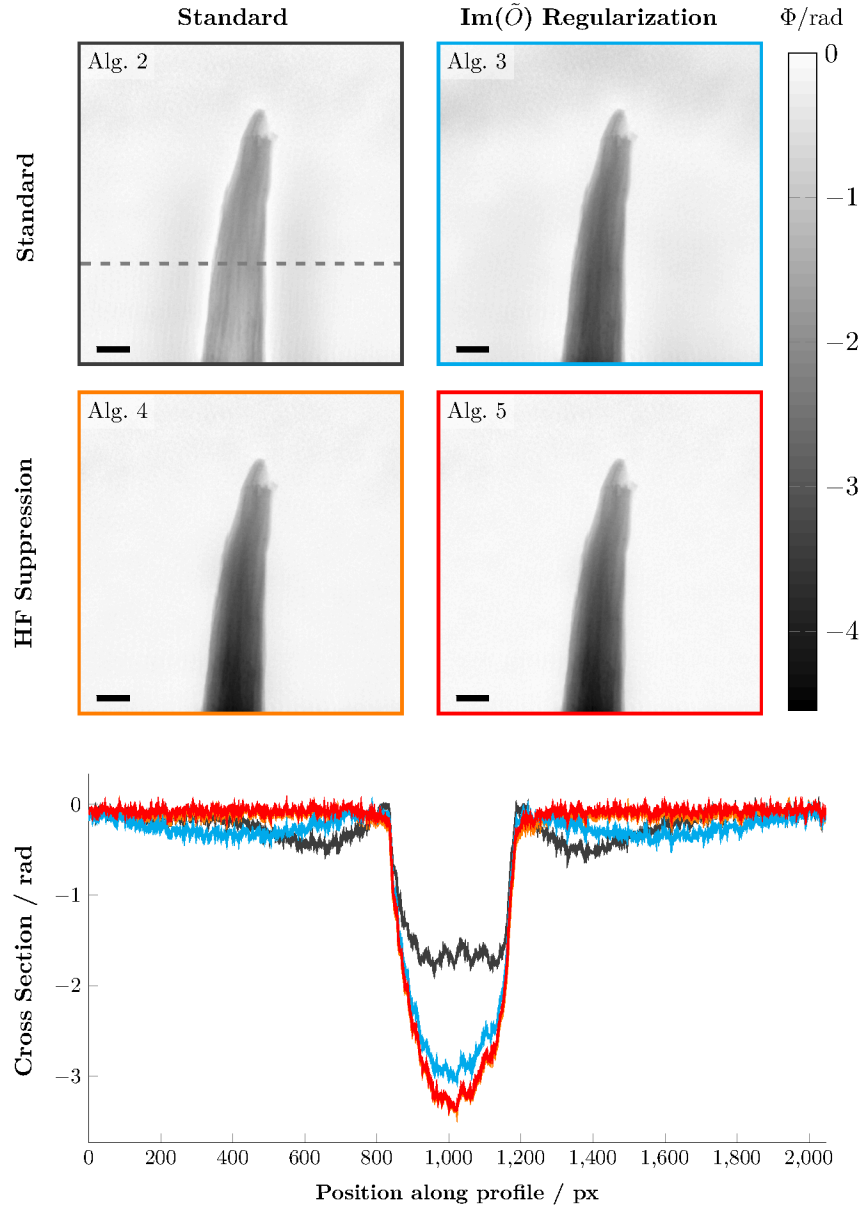 Standard Im(Õ) Regularization Φ/rad
Alg. 2 Alg. 3 0
Standard
−1
−2
Alg. 4 Alg. 5
−3
HF Suppression
−4
0
−1
−2
−3
Cross Section / rad
0 200 400 600 800 1,000 1,200 1,400 1,600 1,800 2,000
Position along profile / px